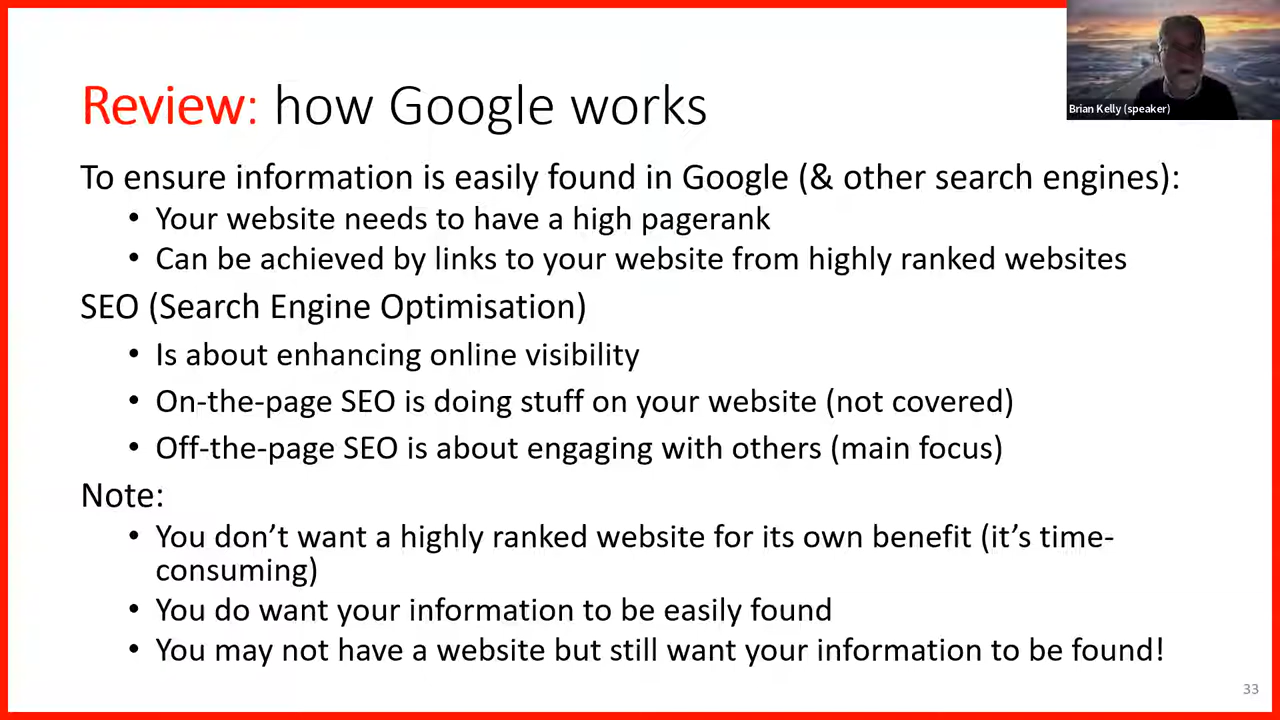 Brian Kelly (speaker)
Review: how Google works
To ensure information is easily found in Google (& other search engines):
• Your website needs to have a high pagerank
• Can be achieved by links to your website from highly ranked websites
SEO (Search Engine Optimisation)
• Is about enhancing online visibility
• On-the-page SEO is doing stuff on your website (not covered)
• Off-the-page SEO is about engaging with others (main focus)
Note:
• You don’t want a highly ranked website for its own benefit (it’s time-
consuming)
• You do want your information to be easily found
• You may not have a website but still want your information to be found!
33